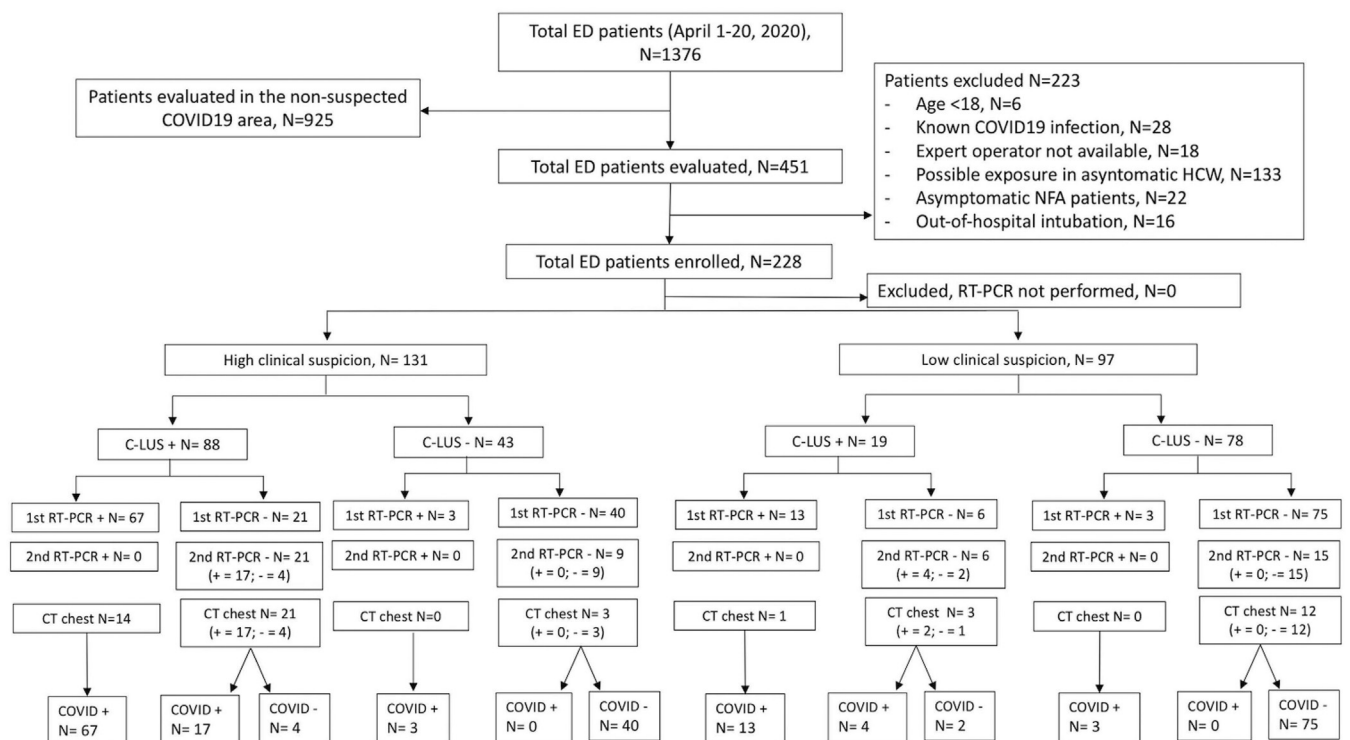 Total ED patients (April 1-20, 2020),
N=1376
Patients evaluated in the non-suspected
COVID19 area, N=925
Patients excluded N=223
- Age <18, N=6
- Known COVID19 infection, N=28
- Expert operator not available, N=18
- Possible exposure in asyntomatic HCW, N=133
- Asymptomatic NFA patients, N=22
- Out-of-hospital intubation, N=16
Total ED patients evaluated, N=451
Total ED patients enrolled, N=228
Excluded, RT-PCR not performed, N=0
High clinical suspicion, N= 131
Low clinical suspicion, N= 97
C-LUS + N= 88
C-LUS - N= 43
C-LUS + N= 19
C-LUS - N= 78
1st RT-PCR + N= 67
1st RT-PCR - N= 21
1st RT-PCR + N= 3
1st RT-PCR - N= 40
1st RT-PCR + N= 13
1st RT-PCR - N= 6
1st RT-PCR + N= 3
1st RT-PCR - N= 75
2nd RT-PCR + N= 0
2nd RT-PCR - N= 21
(+ = 17; - = 4)
2nd RT-PCR + N= 0
2nd RT-PCR - N= 9
(+ = 0; - = 9)
2nd RT-PCR + N= 0
2nd RT-PCR - N= 6
(+ = 4; - = 2)
2nd RT-PCR + N= 0
2nd RT-PCR - N= 15
(+ = 0; - = 15)
CT chest N=14
CT chest N= 21
(+ = 17; - = 4)
CT chest N=0
CT chest N= 3
(+ = 0; - = 3)
CT chest N= 1
CT chest N= 3
(+ = 2; - = 1)
CT chest N= 0
CT chest N= 12
(+ = 0; - = 12)
COVID +
N= 67
COVID +
N= 17
COVID -
N= 4
COVID +
N= 3
COVID +
N= 0
COVID -
N= 40
COVID +
N= 13
COVID +
N= 4
COVID -
N= 2
COVID +
N= 3
COVID +
N= 0
COVID -
N= 75